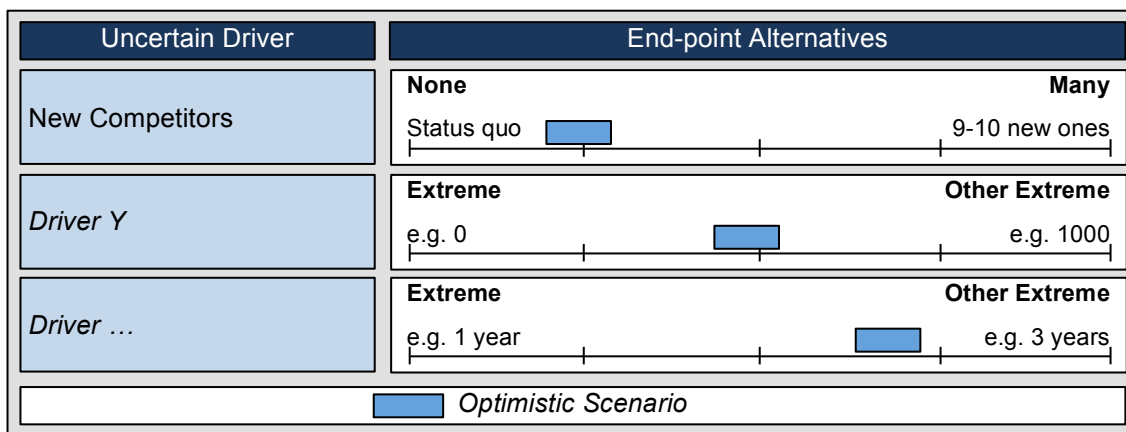 Uncertain Driver
End-point Alternatives
New Competitors
None
Many
Status quo
9-10 new ones
Driver Y
Extreme
Other Extreme
e.g. 0
e.g. 1000
Driver …
Extreme
Other Extreme
e.g. 1 year
e.g. 3 years
Optimistic Scenario